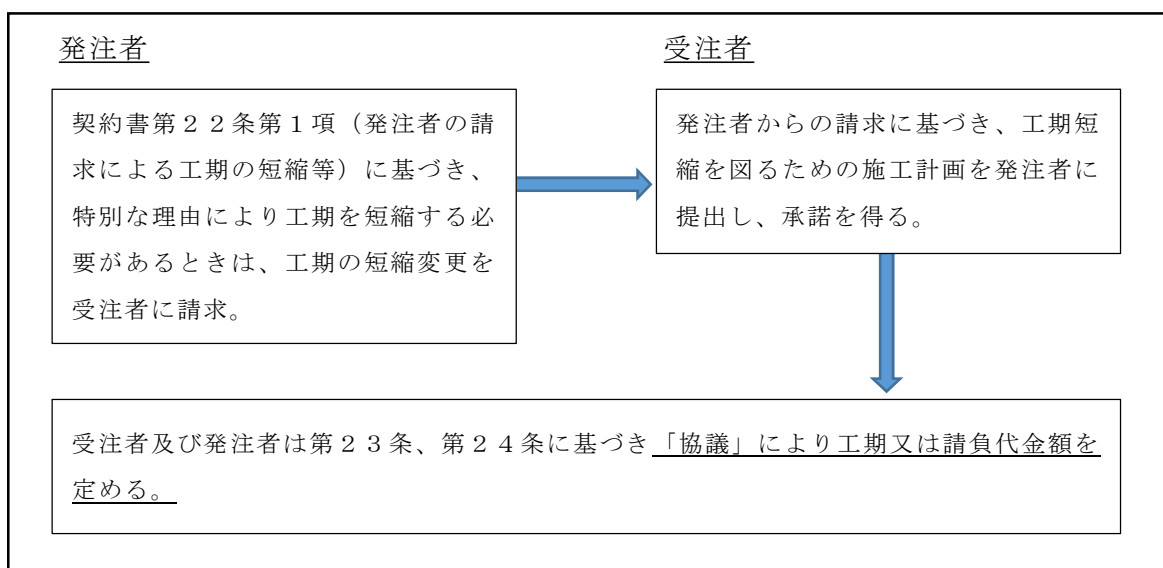 発注者
契約書第２２条第１項（発注者の請
求による工期の短縮等）に基づき、
特別な理由により工期を短縮する必
要があるときは、工期の短縮変更を
受注者に請求。
受注者
発注者からの請求に基づき、工期短
縮を図るための施工計画を発注者に
提出し、承諾を得る。
受注者及び発注者は第２３条、第２４条に基づき「協議」により工期又は請負代金額を
定める。